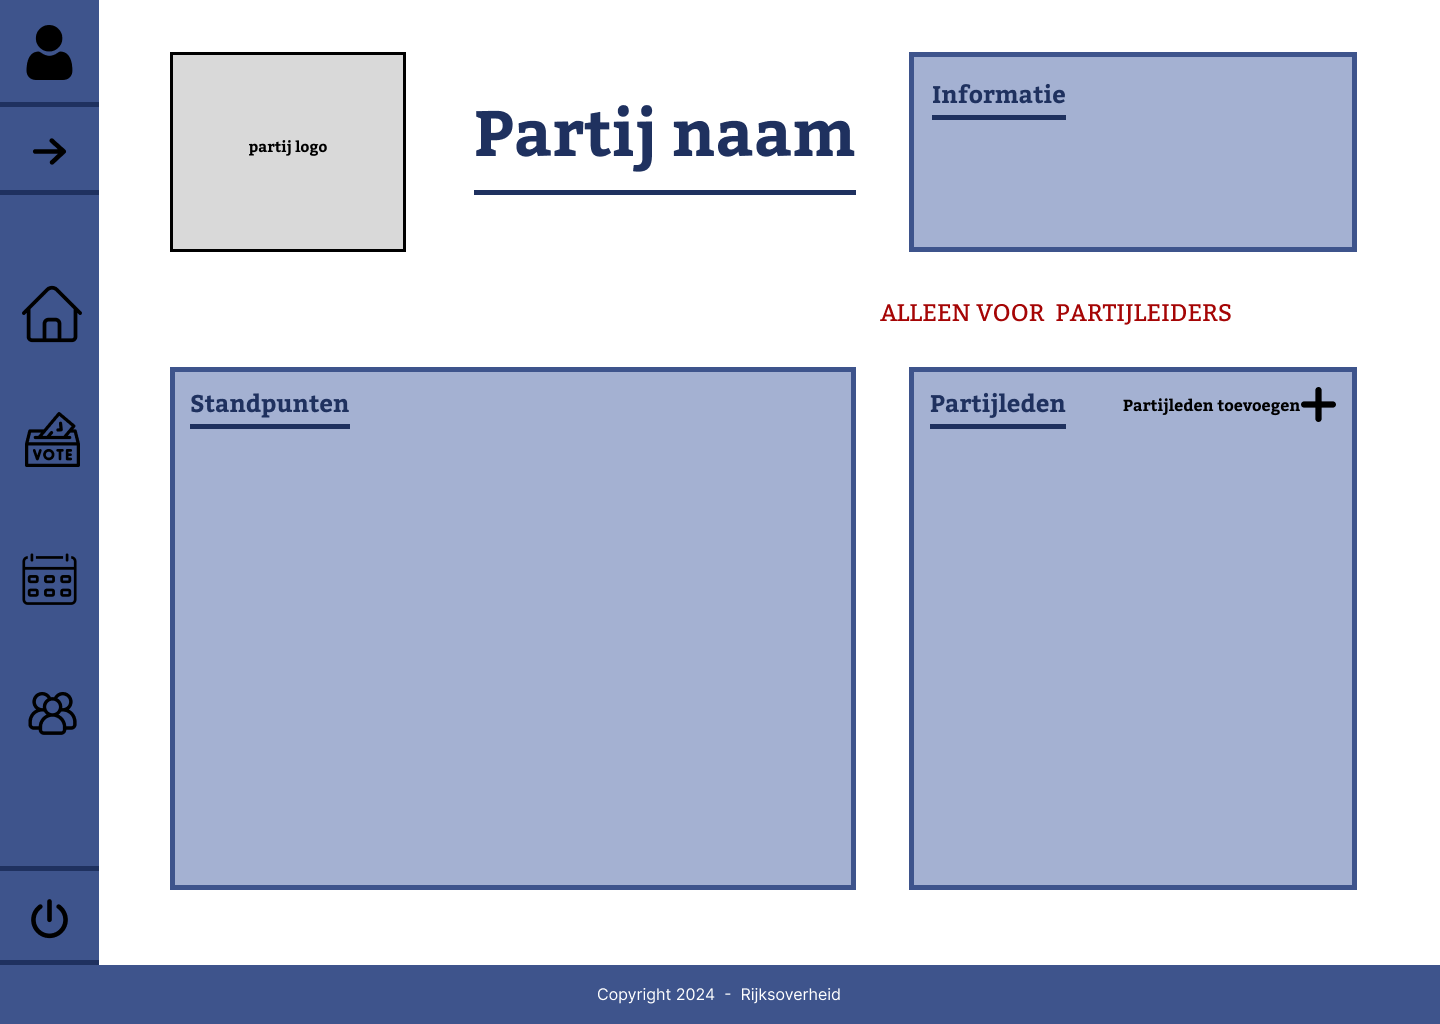 partij logo
Partij naam
Informatie
ALLEEN VOOR  PARTIJLEIDERS
Standpunten
Partijleden
Partijleden toevoegen
VOTE
Copyright 2024  -  Rijksoverheid